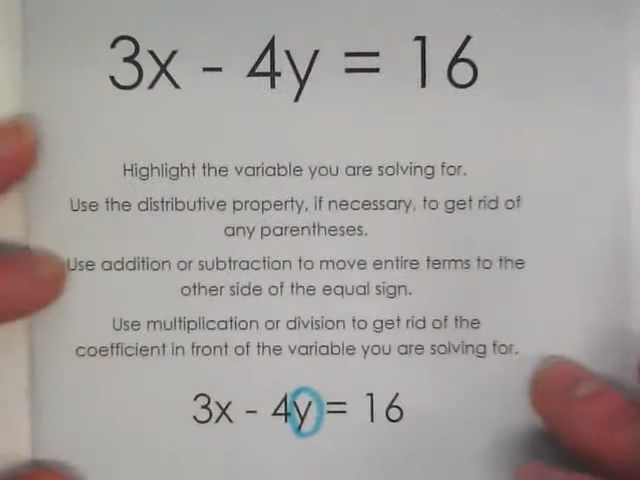 3x - 4y = 16
Highlight the variable you are solving for.
Use the distributive property, if necessary, to get rid of
any parentheses.
Use addition or subtraction to move entire terms to the
other side of the equal sign.
Use multiplication or division to get rid of the
coefficient in front of the variable you are solving for.
3x - 4y = 16